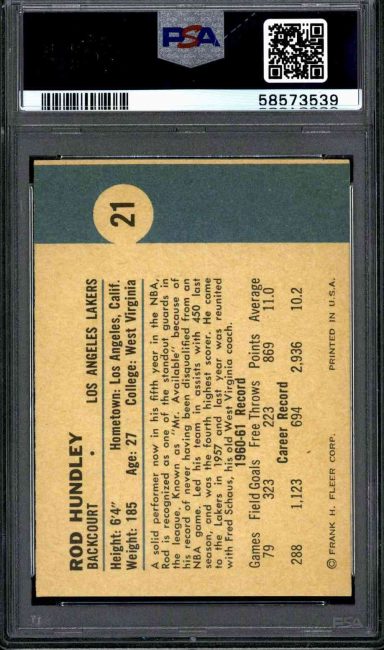 PSA
58573539
21
ROD HUNDLEY
BACKCOURT • LOS ANGELES LAKERS
Height: 6'4" Hometown: Los Angeles, Calif.
Weight: 185 Age: 27 College: West Virginia
A solid performer now in his fifth year in the NBA,
Rod is recognized as one of the standout guards in
the league. Known as "Mr. Available" because of
his record of never having been disqualified from an
NBA game. Led his team in assists with 450 last
season, and was the fourth highest scorer. He came
to the Lakers in 1957 and last year was reunited
with Fred Schaus, his old West Virginia coach.
1960-61 Record
Games Field Goals Free Throws Points Average
79 323 223 869 11.0
Career Record
288 1,123 694 2,936 10.2
© FRANK H. FLEER CORP. PRINTED IN U.S.A.
PSA